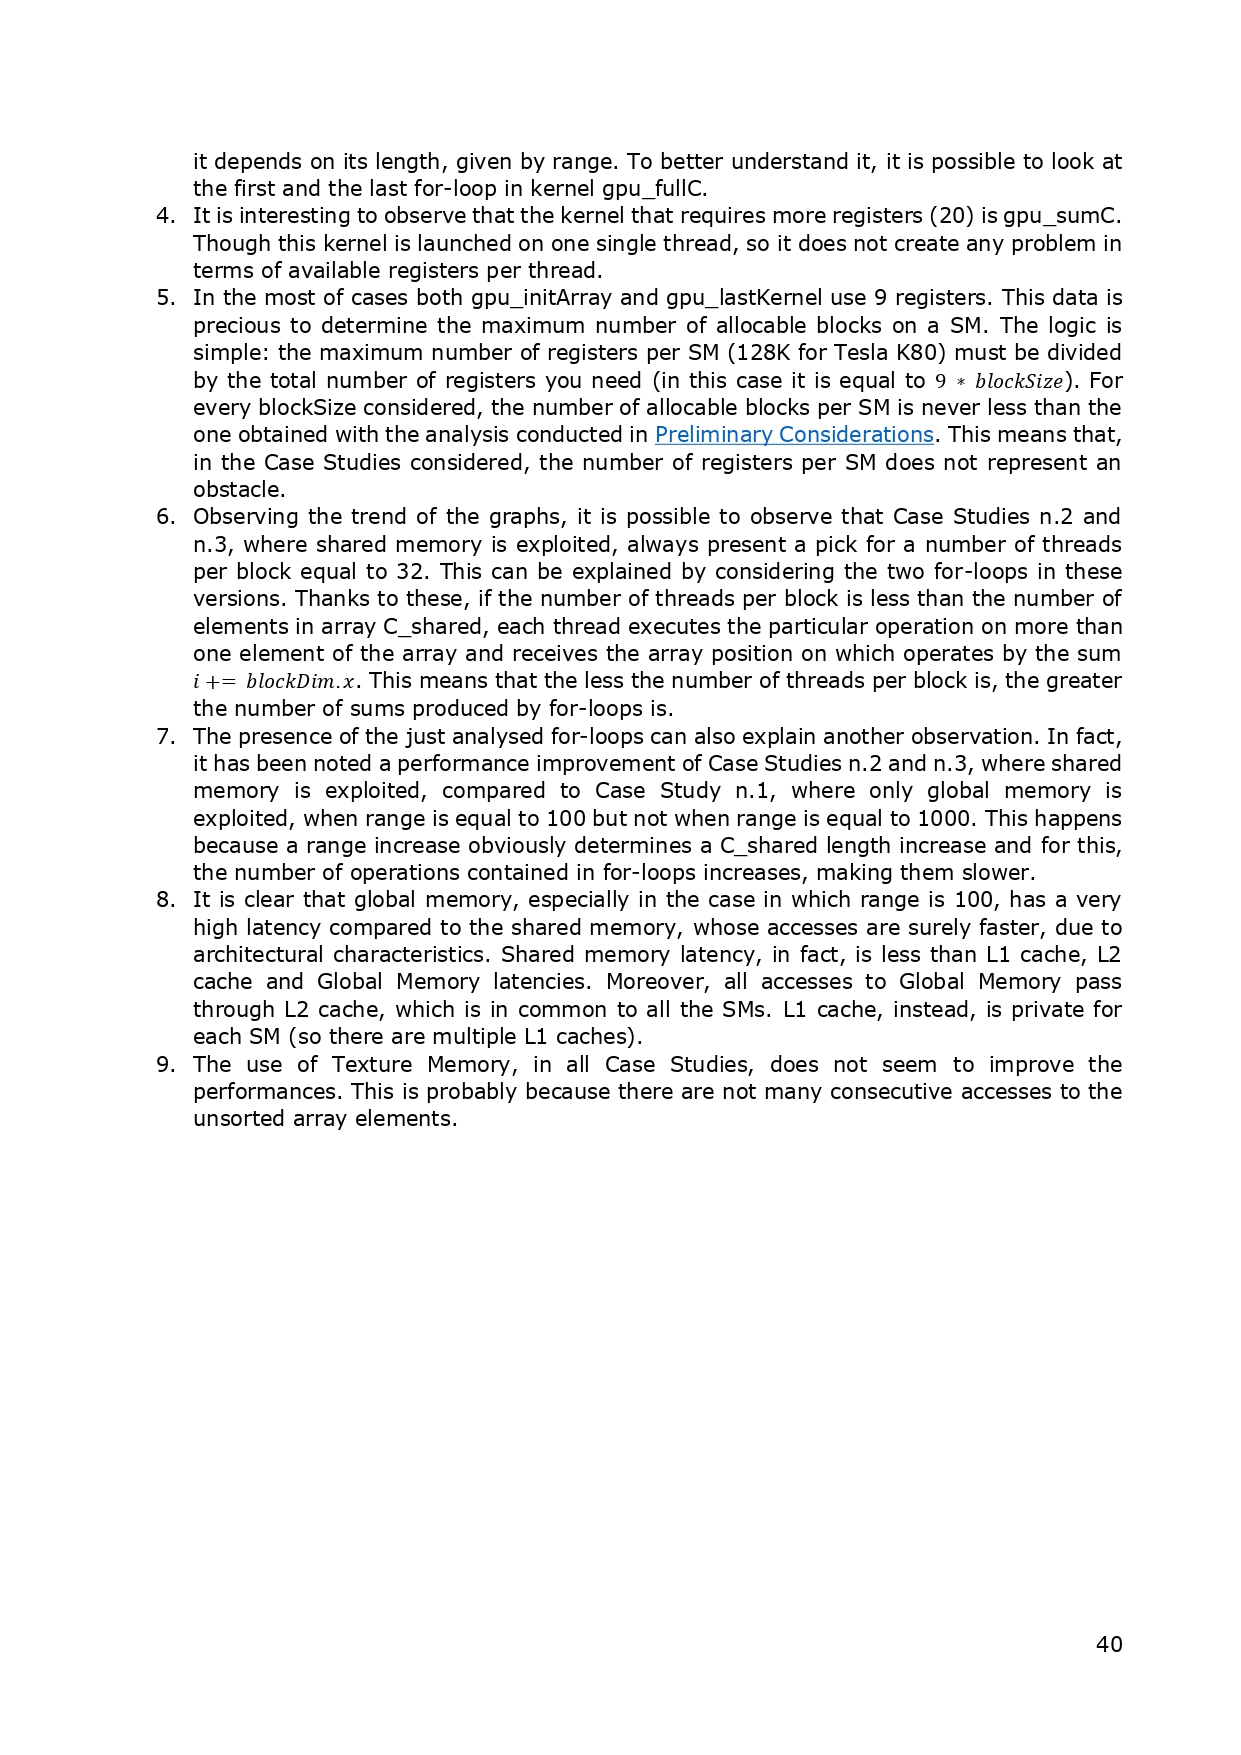 it depends on its length, given by range. To better understand it, it is possible to look at
the first and the last for-loop in kernel gpu_fullC.
4. It is interesting to observe that the kernel that requires more registers (20) is gpu_sumC.
Though this kernel is launched on one single thread, so it does not create any problem in
terms of available registers per thread.
5. In the most of cases both gpu_initArray and gpu_lastKernel use 9 registers. This data is
precious to determine the maximum number of allocable blocks on a SM. The logic is
simple: the maximum number of registers per SM (128K for Tesla K80) must be divided
by the total number of registers you need (in this case it is equal to 9 * blockSize). For
every blockSize considered, the number of allocable blocks per SM is never less than the
one obtained with the analysis conducted in Preliminary Considerations. This means that,
in the Case Studies considered, the number of registers per SM does not represent an
obstacle.
6. Observing the trend of the graphs, it is possible to observe that Case Studies n.2 and
n.3, where shared memory is exploited, always present a pick for a number of threads
per block equal to 32. This can be explained by considering the two for-loops in these
versions. Thanks to these, if the number of threads per block is less than the number of
elements in array C_shared, each thread executes the particular operation on more than
one element of the array and receives the array position on which operates by the sum
i += blockDim.x. This means that the less the number of threads per block is, the greater
the number of sums produced by for-loops is.
7. The presence of the just analysed for-loops can also explain another observation. In fact,
it has been noted a performance improvement of Case Studies n.2 and n.3, where shared
memory is exploited, compared to Case Study n.1, where only global memory is
exploited, when range is equal to 100 but not when range is equal to 1000. This happens
because a range increase obviously determines a C_shared length increase and for this,
the number of operations contained in for-loops increases, making them slower.
8. It is clear that global memory, especially in the case in which range is 100, has a very
high latency compared to the shared memory, whose accesses are surely faster, due to
architectural characteristics. Shared memory latency, in fact, is less than L1 cache, L2
cache and Global Memory latencies. Moreover, all accesses to Global Memory pass
through L2 cache, which is in common to all the SMs. L1 cache, instead, is private for
each SM (so there are multiple L1 caches).
9. The use of Texture Memory, in all Case Studies, does not seem to improve the
performances. This is probably because there are not many consecutive accesses to the
unsorted array elements.
40